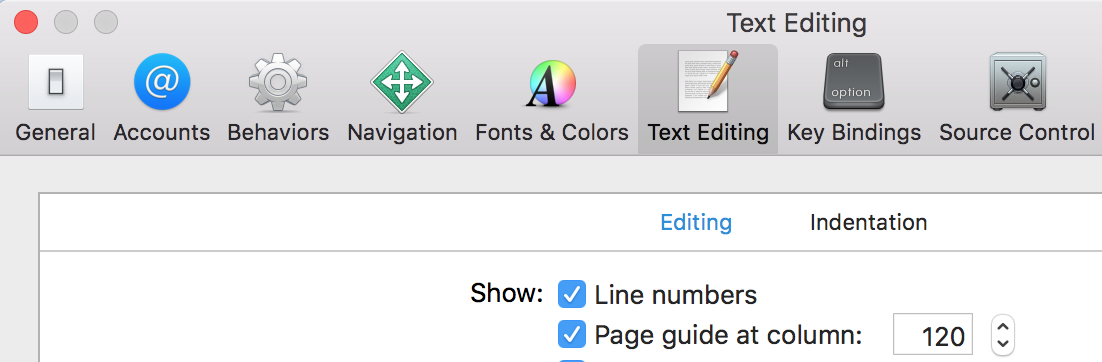 Text Editing
@
A
alt
option
General Accounts Behaviors Navigation Fonts & Colors Text Editing Key Bindings Source Control
Editing Indentation
Show: Line numbers
Page guide at column: 120